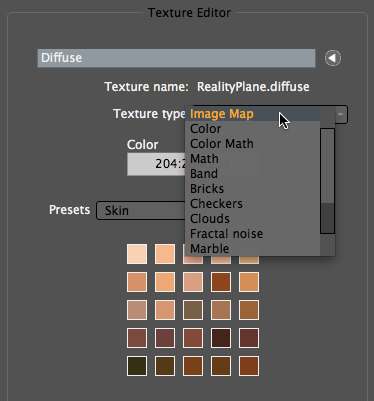 Texture Editor
Diffuse
Texture name: RealityPlane.diffuse
Texture type Image Map
Color
Color Math
Math
Band
Bricks
Checkers
Clouds
Fractal noise
Marble
Color
204:2
Presets Skin